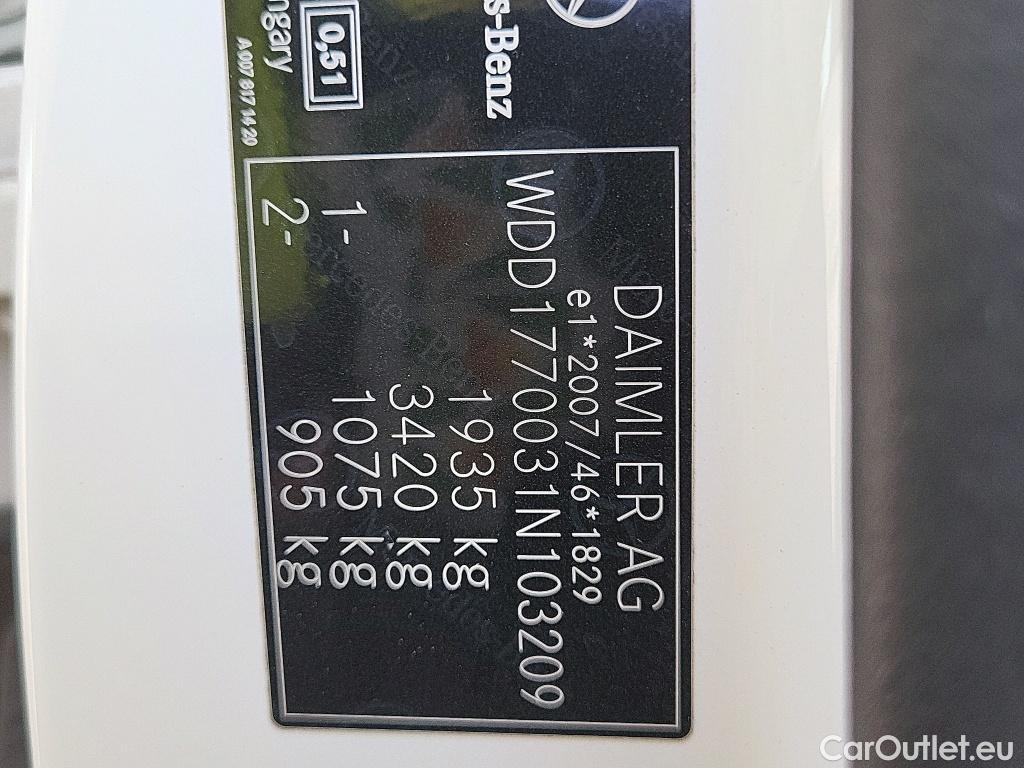 s-Benz
ngary
0,51
A 007 817 14 20
DAIMLER AG
e1*2007/46*1829
WDD1770031N103209
1935 kg
3420 kg
1- 1075 kg
2- 905 kg
CarOutlet.eu